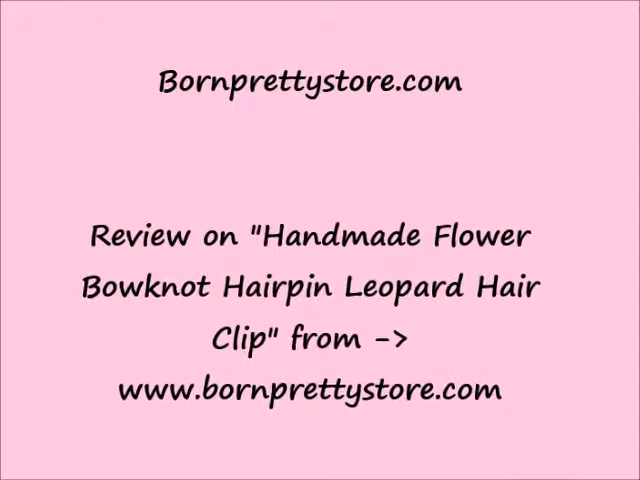 Bornprettystore.com
Review on "Handmade Flower
Bowknot Hairpin Leopard Hair
Clip" from ->
www.bornprettystore.com